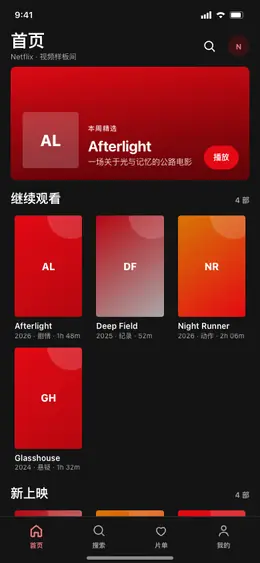 9:41
首页
Netflix · 视频样板间
N
AL
本周精选
Afterlight
一场关于光与记忆的公路电影
播放
继续观看
4 部
AL
DF
NR
Afterlight
2026 · 剧情 · 1h 48m
Deep Field
2025 · 纪录 · 52m
Night Runner
2026 · 动作 · 2h 06m
GH
Glasshouse
2024 · 悬疑 · 1h 32m
新上映
4 部
首页
搜索
片单
我的